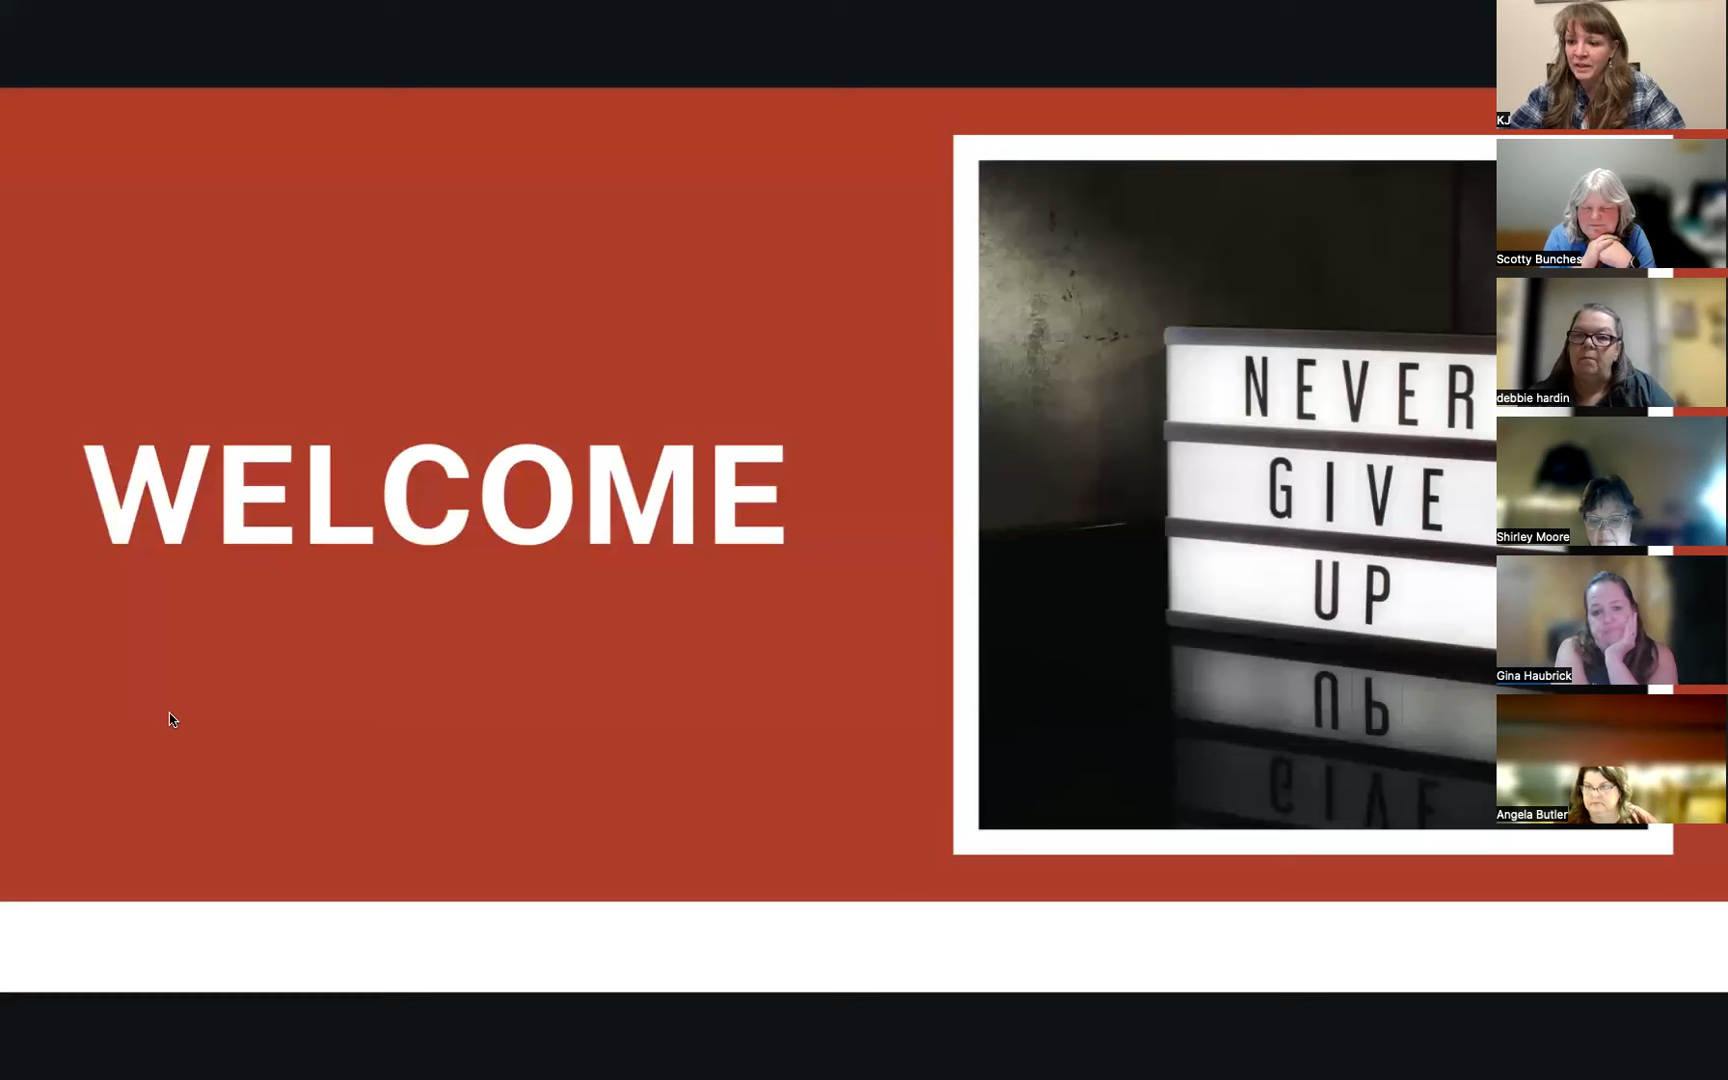 WELCOME
NEVER
GIVE
UP
KJ
Scotty Bunches
debbie hardin
Shirley Moore
Gina Haubrick
Angela Butler